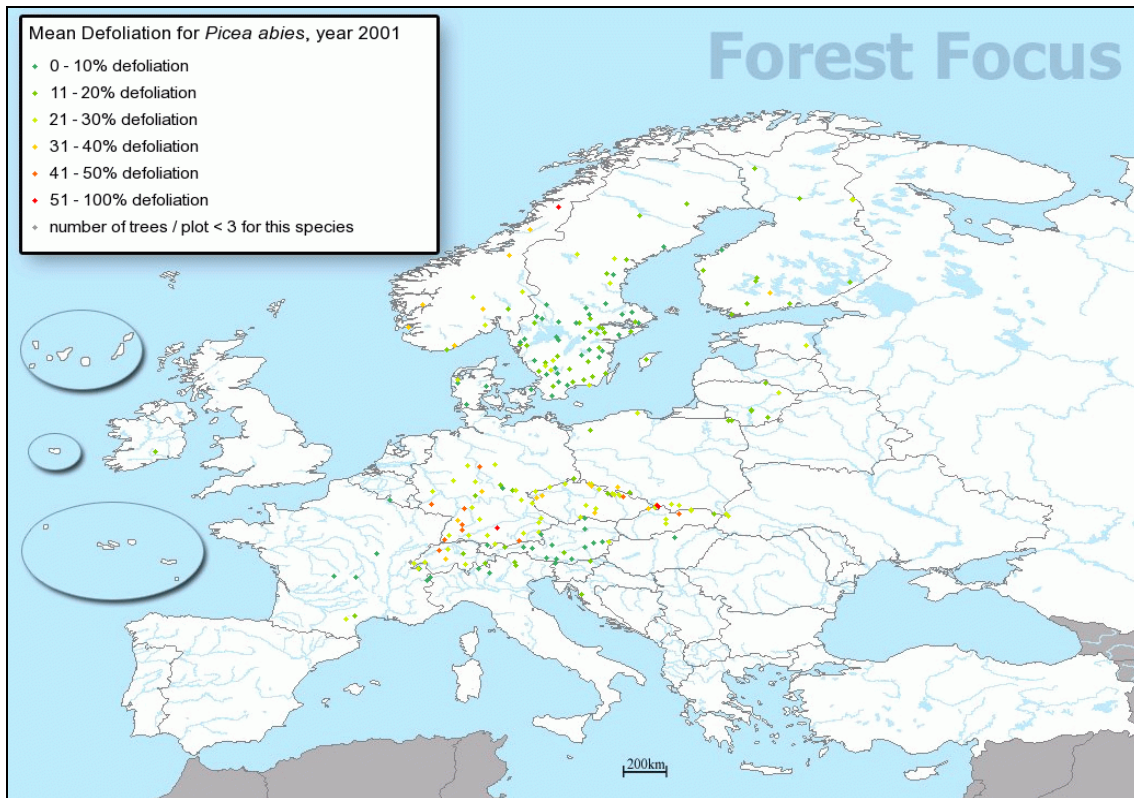 Mean Defoliation for Picea abies, year 2001
0 - 10% defoliation
11 - 20% defoliation
21 - 30% defoliation
31 - 40% defoliation
41 - 50% defoliation
51 - 100% defoliation
number of trees / plot < 3 for this species
Forest Focus
200km